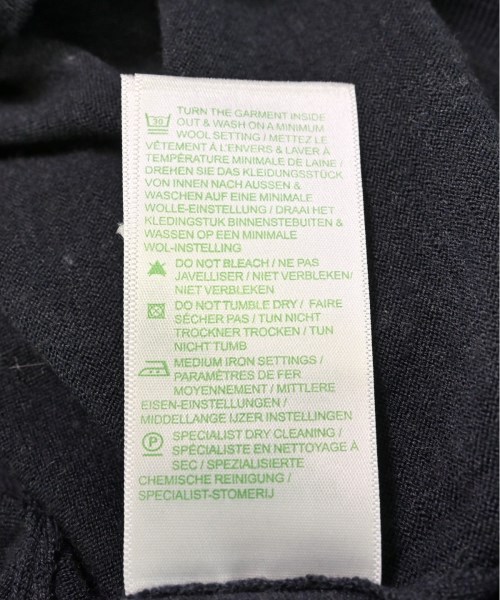 30 TURN THE GARMENT INSIDE
OUT & WASH ON A MINIMUM
WOOL SETTING / METTEZ LE
VÊTEMENT À L'ENVERS & LAVER À
TEMPÉRATURE MINIMALE DE LAINE /
DREHEN SIE DAS KLEIDUNGSSTÜCK
VON INNEN NACH AUSSEN &
WASCHEN AUF EINE MINIMALE
WOLLE-EINSTELLUNG / DRAAI HET
KLEDINGSTUK BINNENSTEBUITEN &
WASSEN OP EEN MINIMALE
WOL-INSTELLING
DO NOT BLEACH / NE PAS
JAVELLISER / NIET VERBLEKEN/
NIET VERBLEKEN
DO NOT TUMBLE DRY / FAIRE
SÉCHER PAS / TUN NICHT
TROCKNER TROCKEN / TUN
NICHT TUMB
MEDIUM IRON SETTINGS /
PARAMÈTRES DE FER
MOYENNEMENT / MITTLERE
EISEN-EINSTELLUNGEN /
MIDDELLANGE IJZER INSTELLINGEN
P SPECIALIST DRY CLEANING /
SPÉCIALISTE EN NETTOYAGE À
SEC / SPEZIALISIERTE
CHEMISCHE REINIGUNG /
SPECIALIST-STOMERIJ